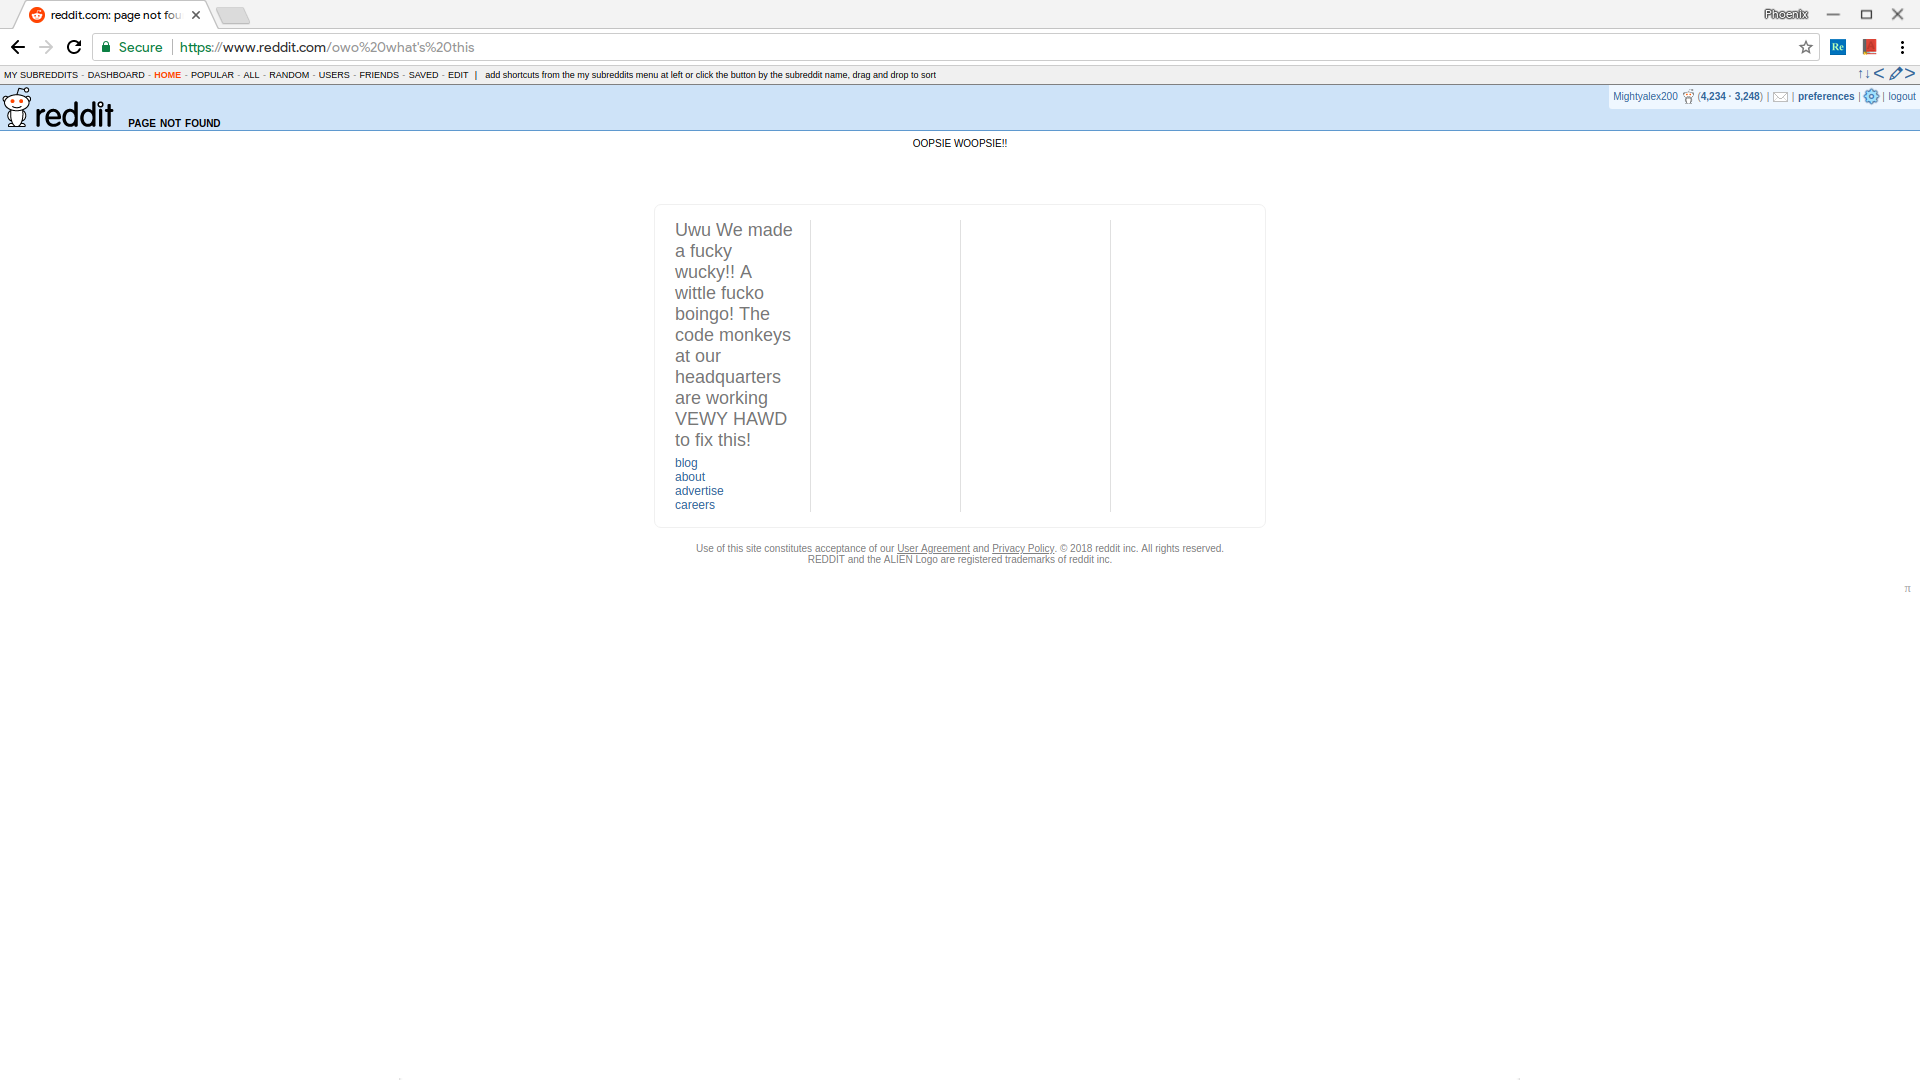 reddit.com: page not fou
Phoenix
Secure https://www.reddit.com/owo%20what's%20this
Re
MY SUBREDDITS - DASHBOARD - HOME - POPULAR - ALL - RANDOM - USERS - FRIENDS - SAVED - EDIT | add shortcuts from the my subreddits menu at left or click the button by the subreddit name, drag and drop to sort
↑↓ < >
reddit PAGE NOT FOUND
Mightyalex200 (4,234 · 3,248) | | preferences | | logout
OOPSIE WOOPSIE!!
Uwu We made
a fucky
wucky!! A
wittle fucko
boingo! The
code monkeys
at our
headquarters
are working
VEWY HAWD
to fix this!
blog
about
advertise
careers
Use of this site constitutes acceptance of our User Agreement and Privacy Policy. © 2018 reddit inc. All rights reserved.
REDDIT and the ALIEN Logo are registered trademarks of reddit inc.
π